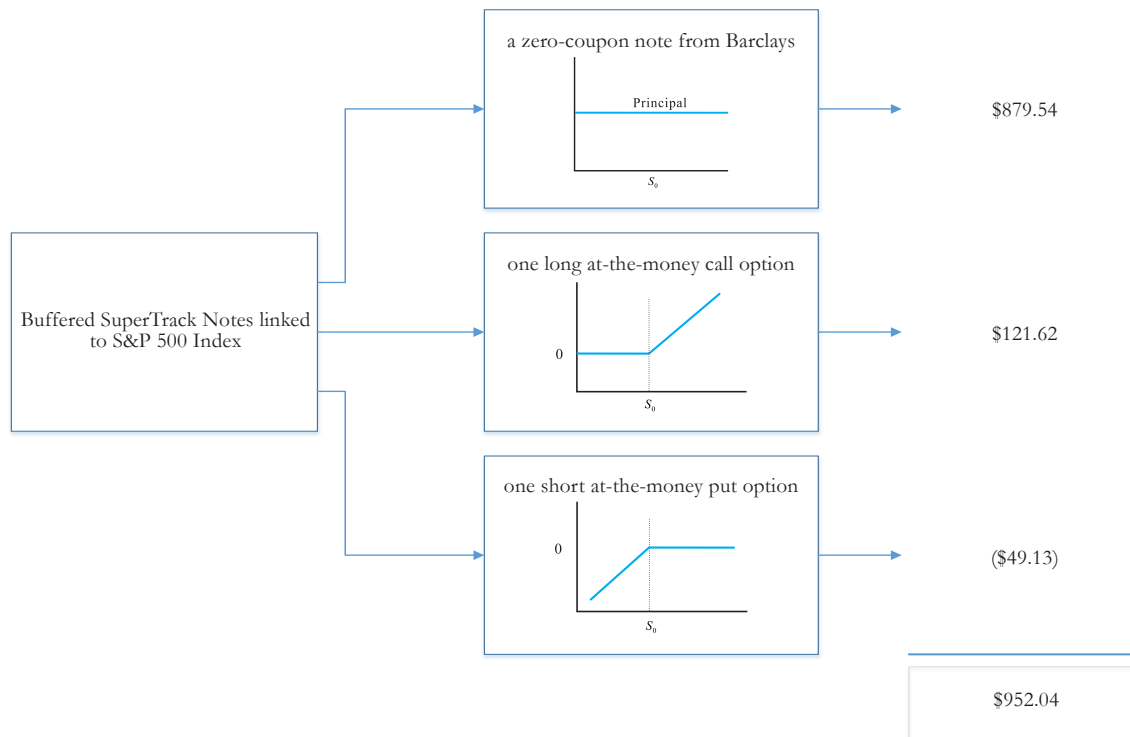 a zero-coupon note from Barclays
Principal
S₀
$879.54
Buffered SuperTrack Notes linked
to S&P 500 Index
one long at-the-money call option
0
S₀
$121.62
one short at-the-money put option
0
S₀
($49.13)
$952.04